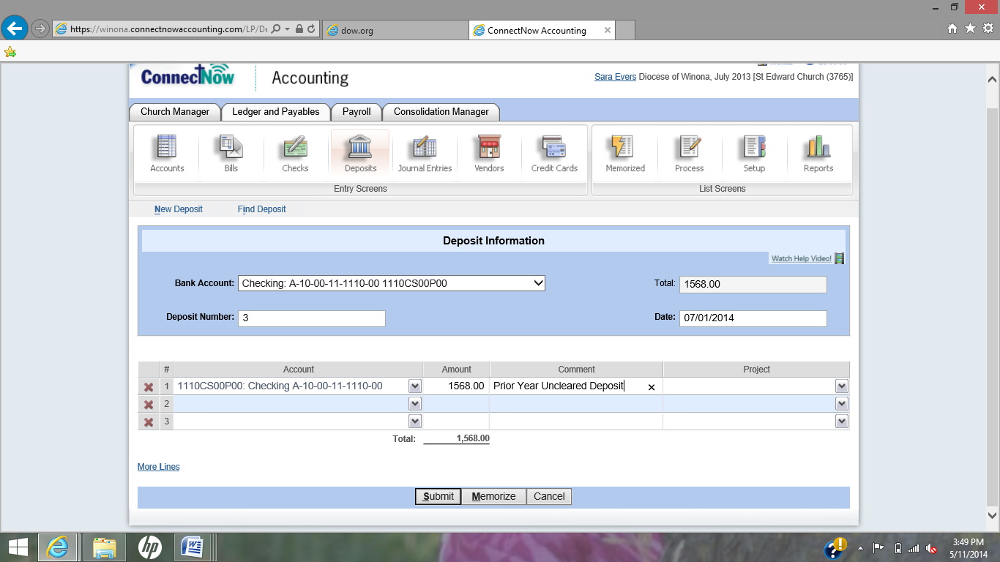 https://winona.connectnowaccounting.com/LP/De
dow.org
ConnectNow Accounting
ConnectNow Accounting
Sara Evers Diocese of Winona, July 2013 [St Edward Church (3765)]
Church Manager Ledger and Payables Payroll Consolidation Manager
Accounts Bills Checks Deposits Journal Entries Vendors Credit Cards Memorized Process Setup Reports
Entry Screens List Screens
New Deposit Find Deposit
Deposit Information
Watch Help Video!
Bank Account: Checking: A-10-00-11-1110-00 1110CS00P00 Total: 1568.00
Deposit Number: 3 Date: 07/01/2014
# Account Amount Comment Project
1 1110CS00P00: Checking A-10-00-11-1110-00 1568.00 Prior Year Uncleared Deposit
2
3
Total: 1,568.00
More Lines
Submit Memorize Cancel
3:49 PM
5/11/2014